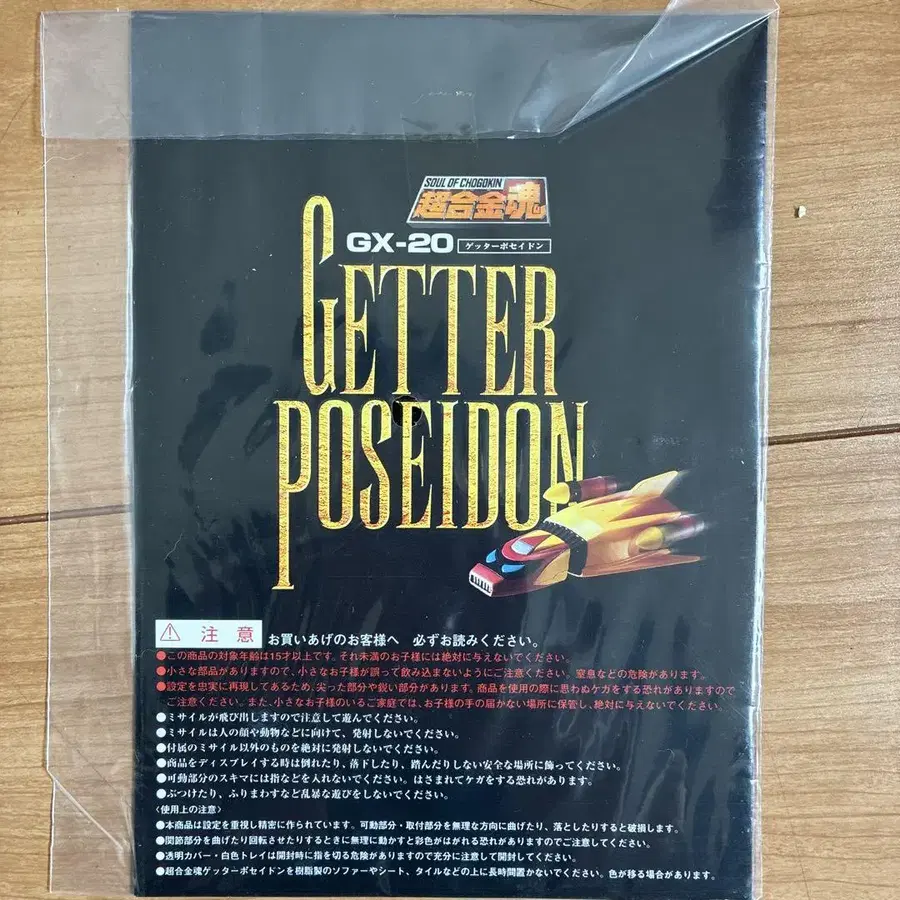 SOUL OF CHOGOKIN
超合金魂
GX-20 ゲッターポセイドン
GETTER
POSEIDON
注意 お買いあげのお客様へ 必ずお読みください。
●この商品の対象年齢は15才以上です。それ未満のお子様には絶対に与えないでください。
●小さな部品がありますので、小さなお子様が誤って飲み込まないようにご注意ください。窒息などの危険があります。
●設定を忠実に再現してあるため、尖った部分や鋭い部分があります。商品を使用の際に思わぬケガをする恐れがありますので
ご注意ください。また、小さなお子様のいるご家庭では、お子様の手の届かない場所に保管し、絶対に与えないでください。
●ミサイルが飛び出しますので注意して遊んでください。
●ミサイルは人の顔や動物などに向けて、発射しないでください。
●付属のミサイル以外のものを絶対に発射しないでください。
●商品をディスプレイする時は倒れたり、落下したり、踏んだりしない安全な場所に飾ってください。
●可動部分のスキマには指などを入れないでください。はさまれてケガをする恐れがあります。
●ぶつけたり、ふりまわすなど乱暴な遊びをしないでください。
〈使用上の注意〉
●本商品は設定を重視し精密に作られています。可動部分・取付部分を無理な方向に曲げたり、落としたりすると破損します。
●関節部分を曲げたり回転させたりするときに無理に動かすと彩色がはがれる恐れがありますのでご注意ください。
●透明カバー・白色トレイは開封時に指を切る危険がありますので充分に注意して開封してください。
●超合金魂ゲッターポセイドンを樹脂製のソファーやシート、タイルなどの上に長時間置かないでください。色が移る場合があります。